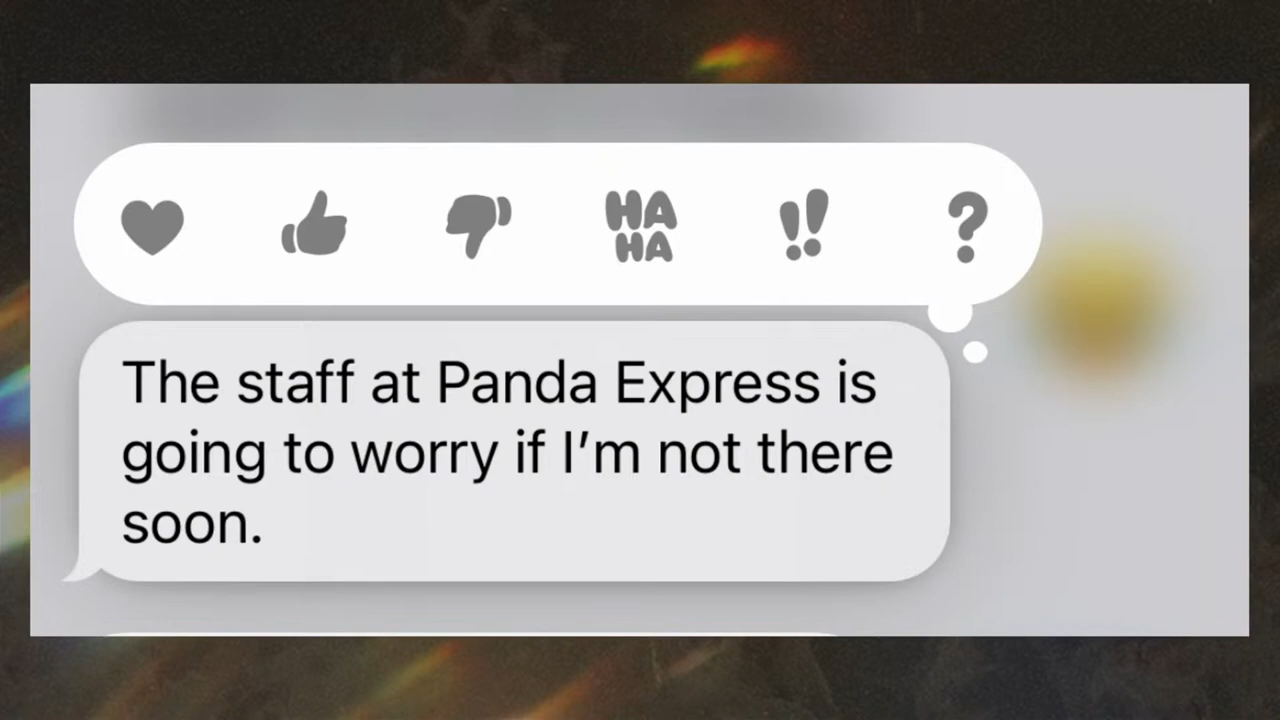 HA
HA
!!
?
The staff at Panda Express is
going to worry if I’m not there
soon.